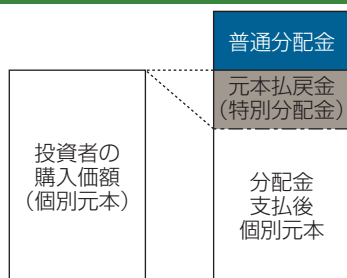 普通分配金
元本払戻金
（特別分配金）
投資者の
購入価額
（個別元本）
分配金
支払後
個別元本